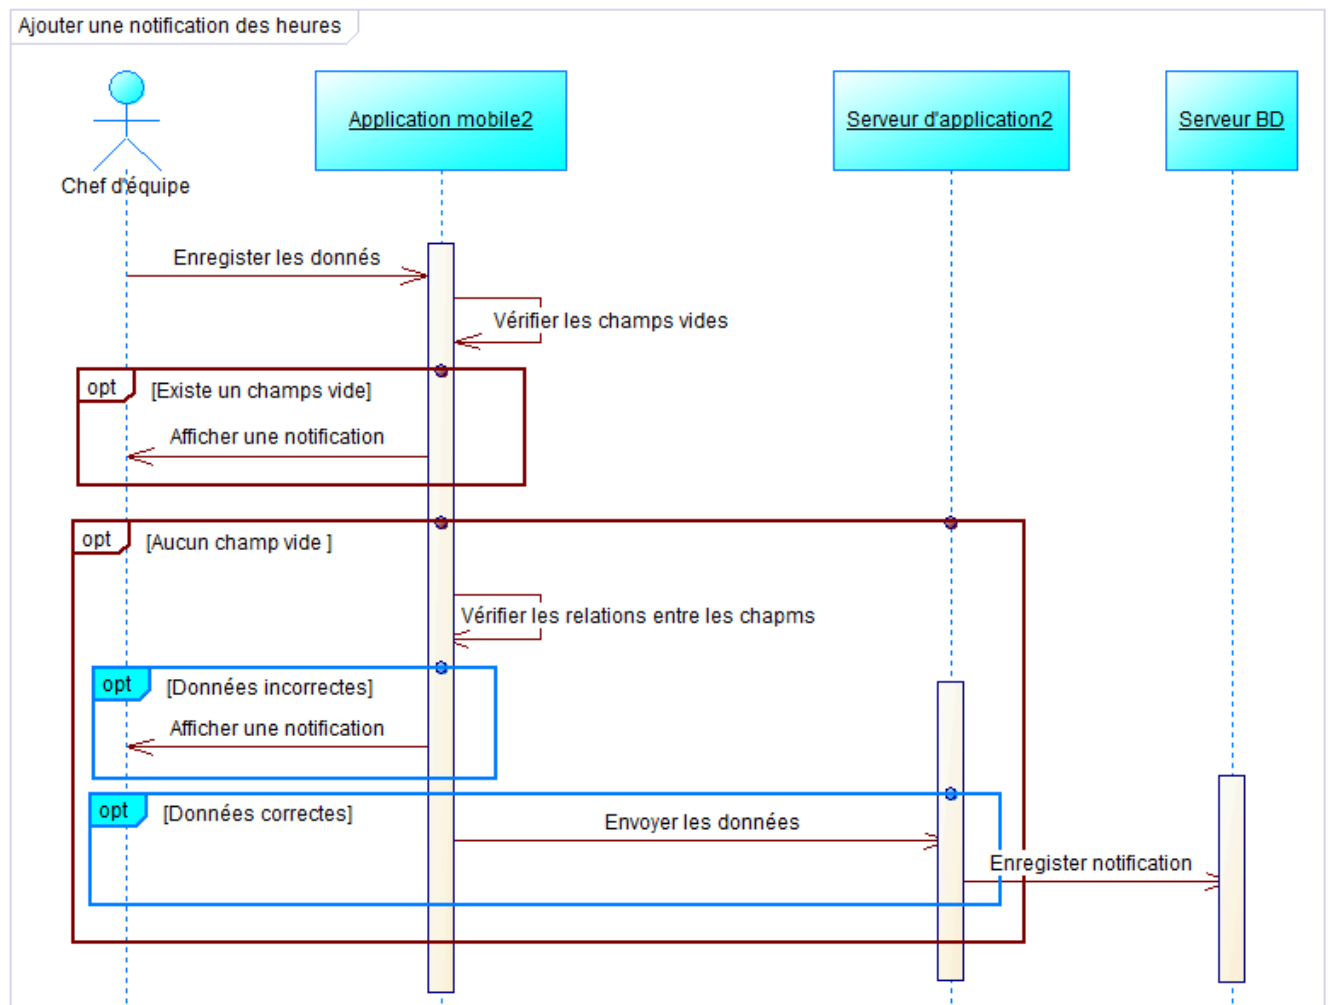 Ajouter une notification des heures
Chef d'équipe
Application mobile2
Serveur d'application2
Serveur BD
Enregister les donnés
Vérifier les champs vides
opt [Existe un champs vide]
Afficher une notification
opt [Aucun champ vide ]
Vérifier les relations entre les chapms
opt [Données incorrectes]
Afficher une notification
opt [Données correctes]
Envoyer les données
Enregister notification